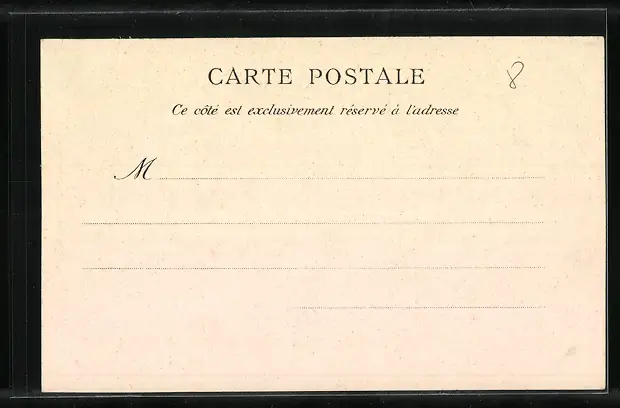 CARTE POSTALE
8
Ce côté est exclusivement réservé à l'adresse
M